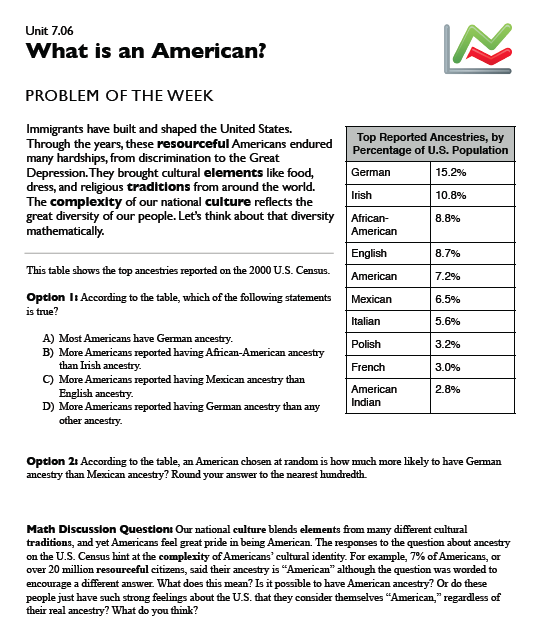 Unit 7.06
What is an American?
PROBLEM OF THE WEEK
Immigrants have built and shaped the United States.
Through the years, these resourceful Americans endured
many hardships, from discrimination to the Great
Depression. They brought cultural elements like food,
dress, and religious traditions from around the world.
The complexity of our national culture reflects the
great diversity of our people. Let's think about that diversity
mathematically.
This table shows the top ancestries reported on the 2000 U.S. Census.
Option 1: According to the table, which of the following statements
is true?
A) Most Americans have German ancestry.
B) More Americans reported having African-American ancestry
than Irish ancestry.
C) More Americans reported having Mexican ancestry than
English ancestry.
D) More Americans reported having German ancestry than any
other ancestry.
Top Reported Ancestries, by
Percentage of U.S. Population
German 15.2%
Irish 10.8%
African- 8.8%
American
English 8.7%
American 7.2%
Mexican 6.5%
Italian 5.6%
Polish 3.2%
French 3.0%
American 2.8%
Indian
Option 2: According to the table, an American chosen at random is how much more likely to have German
ancestry than Mexican ancestry? Round your answer to the nearest hundredth.
Math Discussion Question: Our national culture blends elements from many different cultural
traditions, and yet Americans feel great pride in being American. The responses to the question about ancestry
on the U.S. Census hint at the complexity of Americans' cultural identity. For example, 7% of Americans, or
over 20 million resourceful citizens, said their ancestry is "American" although the question was worded to
encourage a different answer. What does this mean? Is it possible to have American ancestry? Or do these
people just have such strong feelings about the U.S. that they consider themselves "American," regardless of
their real ancestry? What do you think?